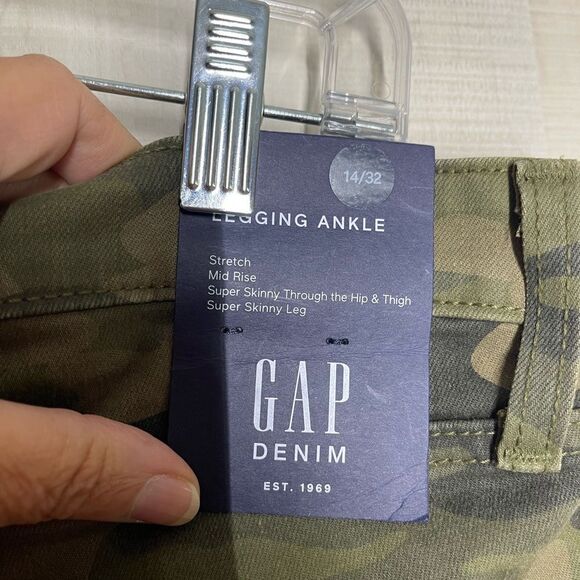 14/32
LEGGING ANKLE
Stretch
Mid Rise
Super Skinny Through the Hip & Thigh
Super Skinny Leg
GAP
DENIM
EST. 1969